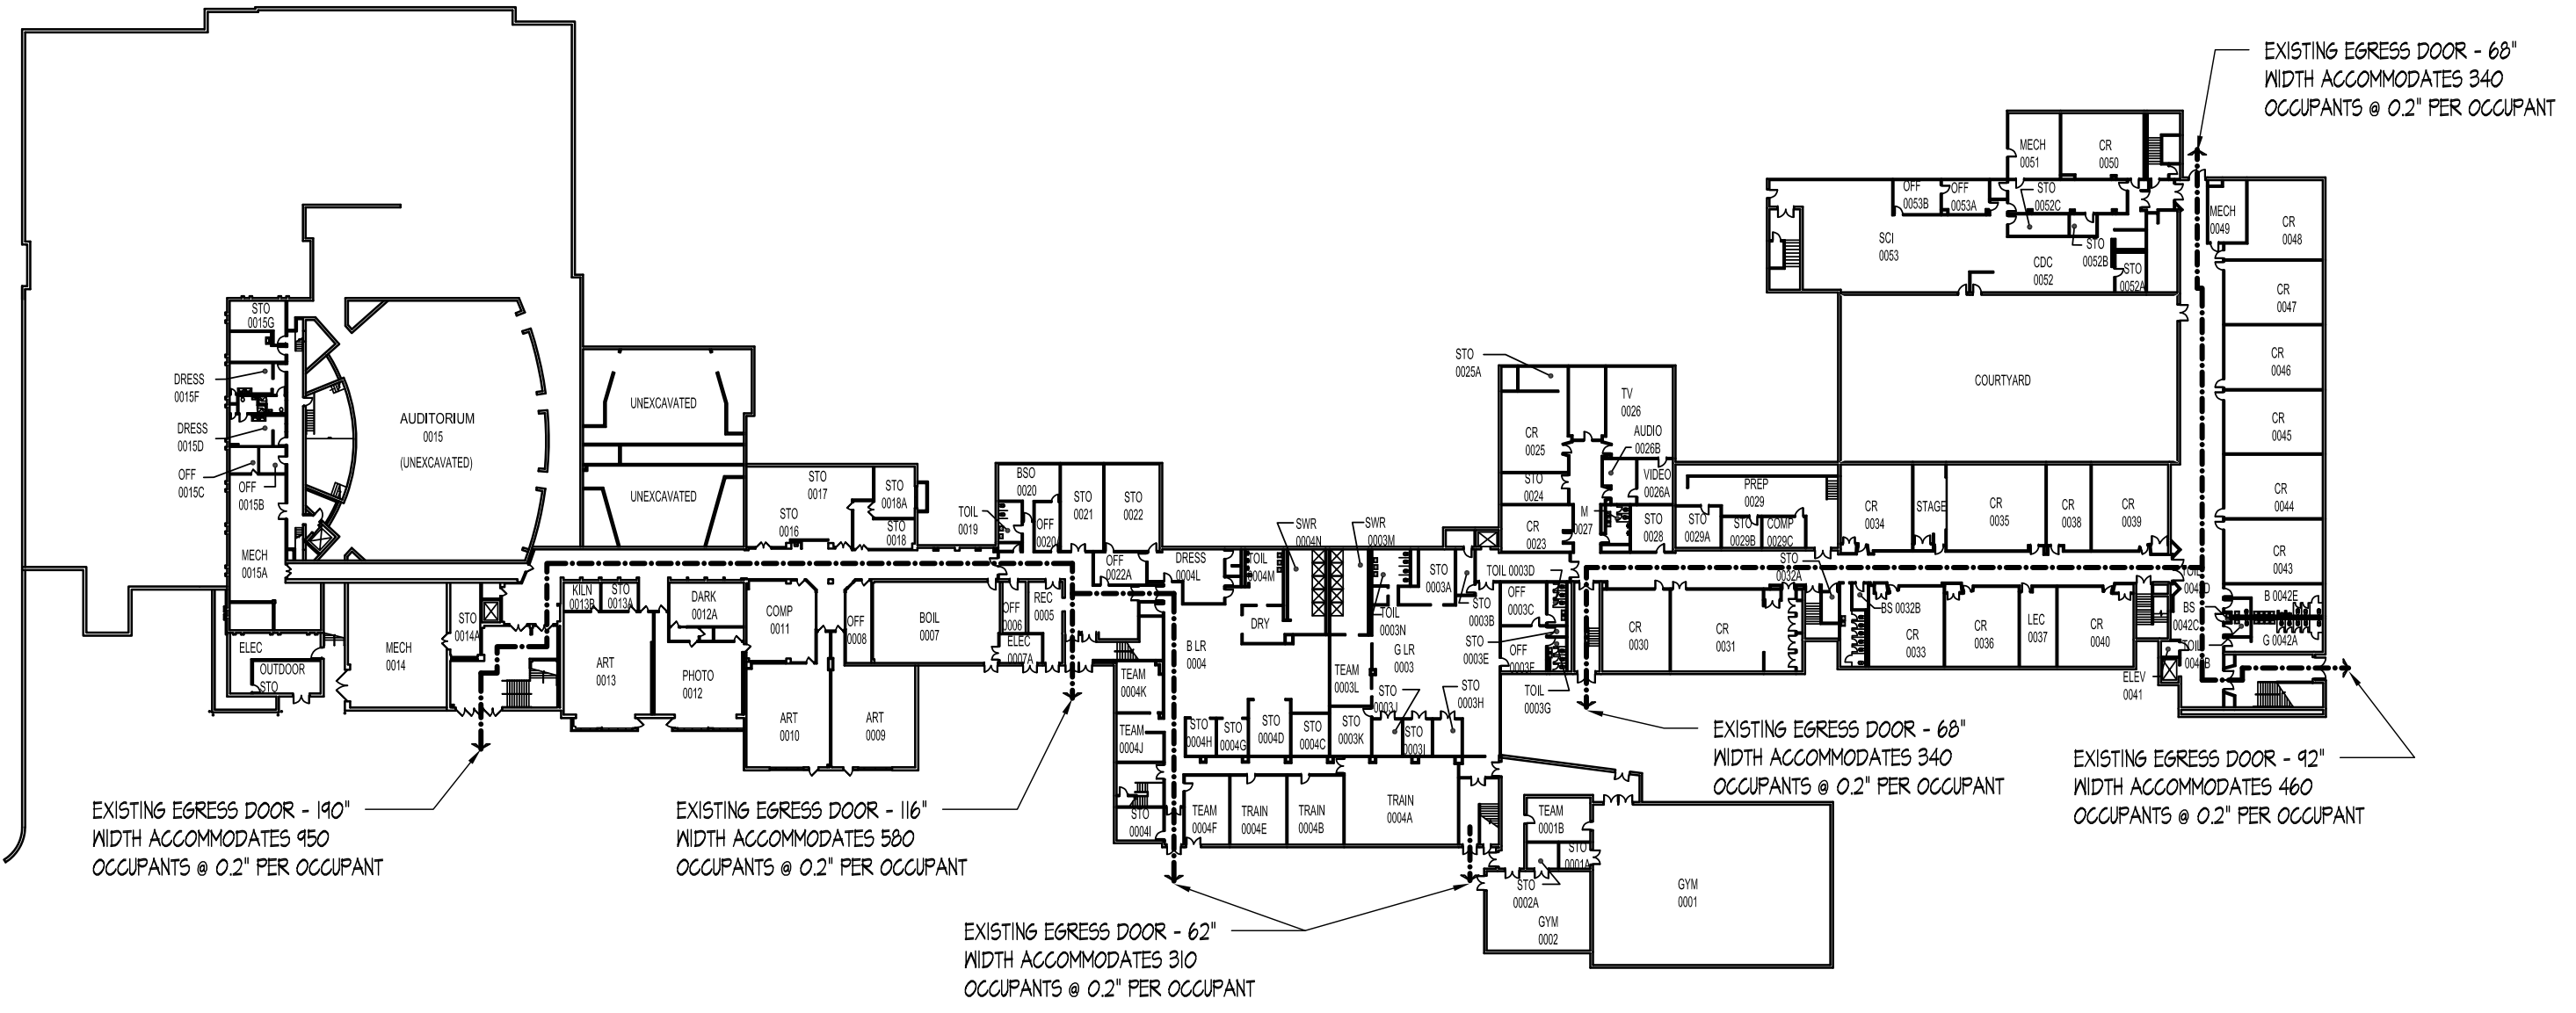 EXISTING EGRESS DOOR - 68"
WIDTH ACCOMMODATES 340
OCCUPANTS @ 0.2" PER OCCUPANT
MECH
0051
CR
0050
OFF
0053B
OFF
0053A
STO
0052C
MECH
0049
CR
0048
SCI
0053
STO
0052B
CDC
0052
STO
0052A
CR
0047
STO
0015G
CR
0046
STO
0025A
DRESS
0015F
COURTYARD
UNEXCAVATED
TV
0026
AUDITORIUM
0015
(UNEXCAVATED)
DRESS
0015D
CR
0025
AUDIO
0026B
CR
0045
OFF
0015C
OFF
0015B
UNEXCAVATED
STO
0017
STO
0018A
BSO
0020
STO
0021
STO
0022
STO
0024
VIDEO
0026A
PREP
0029
CR
0044
STO
0016
STO
0018
TOIL
0019
OFF
0020
SWR
0004N
SWR
0003M
CR
0023
M
0027
STO
0028
STO
0029A
STO
0029B
COMP
0029C
CR
0034
STAGE
CR
0035
CR
0038
CR
0039
MECH
0015A
OFF
0022A
DRESS
0004L
TOIL
0004M
STO
0003A
TOIL 0003D
STO
0032A
CR
0043
KILN
0013B
STO
0013A
DARK
0012A
COMP
0011
OFF
0008
BOIL
0007
OFF
0006
REC
0005
STO
0003B
OFF
0003C
BS 0032B
B 0042E
BS
0042C
STO
0014A
ELEC
0007A
DRY
TOIL
0003N
STO
0003E
CR
0030
CR
0031
CR
0033
CR
0036
LEC
0037
CR
0040
G 0042A
ELEC
OUTDOOR
STO
MECH
0014
ART
0013
PHOTO
0012
B LR
0004
G LR
0003
OFF
0003F
ELEV
0041
TEAM
0004K
TEAM
0003L
STO
0003J
STO
0003H
TOIL
0003G
ART
0010
ART
0009
TEAM
0004J
STO
0004H
STO
0004G
STO
0004D
STO
0004C
STO
0003K
STO
0003I
EXISTING EGRESS DOOR - 68"
WIDTH ACCOMMODATES 340
OCCUPANTS @ 0.2" PER OCCUPANT
EXISTING EGRESS DOOR - 92"
WIDTH ACCOMMODATES 460
OCCUPANTS @ 0.2" PER OCCUPANT
EXISTING EGRESS DOOR - 190"
WIDTH ACCOMMODATES 950
OCCUPANTS @ 0.2" PER OCCUPANT
EXISTING EGRESS DOOR - 116"
WIDTH ACCOMMODATES 580
OCCUPANTS @ 0.2" PER OCCUPANT
STO
0004I
TEAM
0004F
TRAIN
0004E
TRAIN
0004B
TRAIN
0004A
TEAM
0001B
STO
0001A
STO
0002A
GYM
0002
GYM
0001
EXISTING EGRESS DOOR - 62"
WIDTH ACCOMMODATES 310
OCCUPANTS @ 0.2" PER OCCUPANT